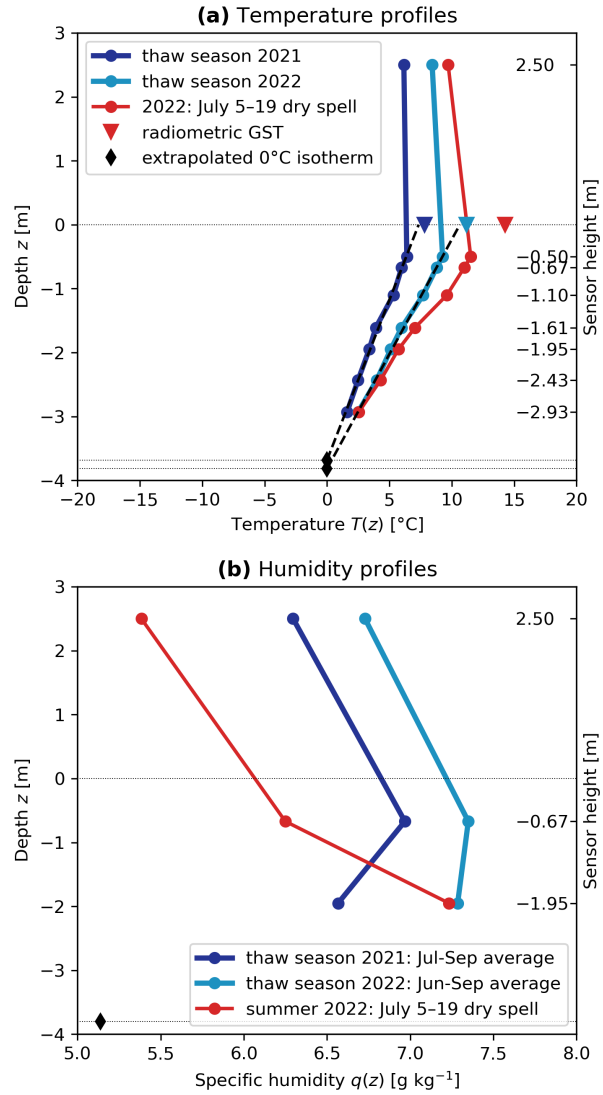 (a) Temperature profiles
3
2
1
0
−1
−2
−3
−4
Depth z [m]
thaw season 2021
thaw season 2022
2022: July 5–19 dry spell
radiometric GST
extrapolated 0°C isotherm
2.50
−0.50
−0.67
−1.10
−1.61
−1.95
−2.43
−2.93
Sensor height [m]
−20 −15 −10 −5 0 5 10 15 20
Temperature T(z) [°C]
(b) Humidity profiles
3
2
1
0
−1
−2
−3
−4
Depth z [m]
2.50
−0.67
−1.95
Sensor height [m]
thaw season 2021: Jul-Sep average
thaw season 2022: Jun-Sep average
summer 2022: July 5–19 dry spell
5.0 5.5 6.0 6.5 7.0 7.5 8.0
Specific humidity q(z) [g kg⁻¹]